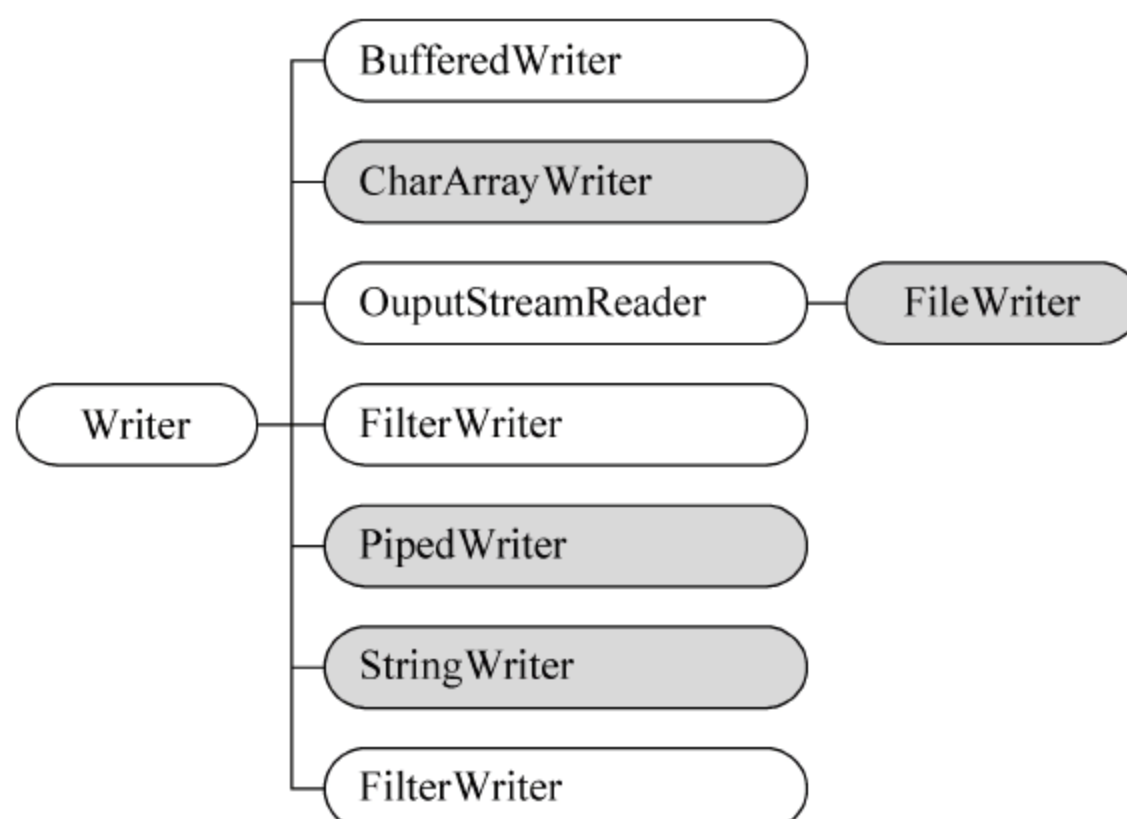 BufferedWriter
CharArrayWriter
OuputStreamReader
FileWriter
Writer
FilterWriter
PipedWriter
StringWriter
FilterWriter